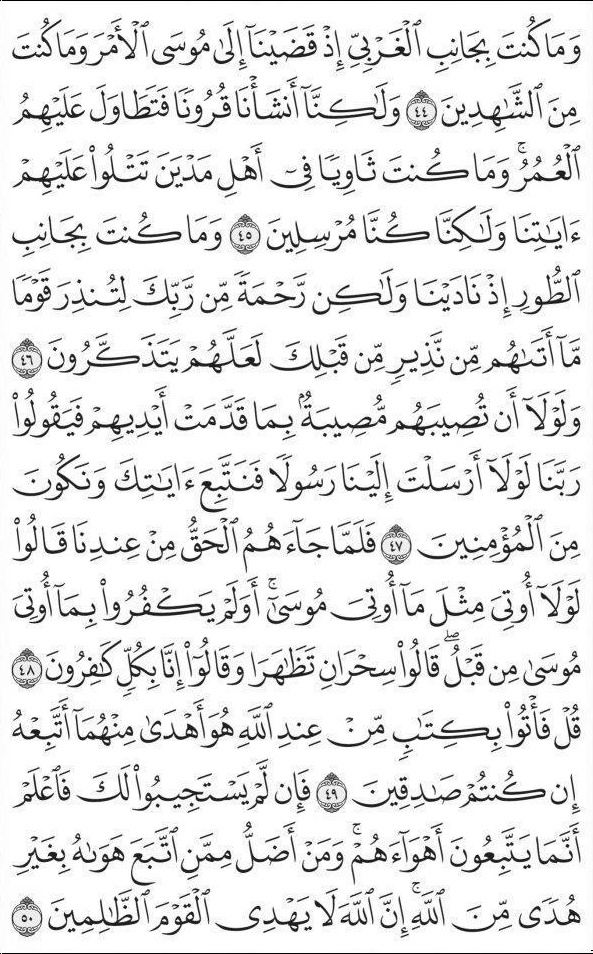 وَمَا كُنتَ بِجَانِبِ ٱلْغَرْبِيِّ إِذْ قَضَيْنَآ إِلَىٰ مُوسَى ٱلْأَمْرَ وَمَا كُنتَ
مِنَ ٱلشَّـٰهِدِينَ ٤٤ وَلَـٰكِنَّآ أَنشَأْنَا قُرُونًا فَتَطَاوَلَ عَلَيْهِمُ
ٱلْعُمُرُ ۚ وَمَا كُنتَ ثَاوِيًا فِىٓ أَهْلِ مَدْيَنَ تَتْلُوا۟ عَلَيْهِمْ
ءَايَـٰتِنَا وَلَـٰكِنَّا كُنَّا مُرْسِلِينَ ٤٥ وَمَا كُنتَ بِجَانِبِ
ٱلطُّورِ إِذْ نَادَيْنَا وَلَـٰكِن رَّحْمَةً مِّن رَّبِّكَ لِتُنذِرَ قَوْمًا
مَّآ أَتَىٰهُم مِّن نَّذِيرٍ مِّن قَبْلِكَ لَعَلَّهُمْ يَتَذَكَّرُونَ ٤٦
وَلَوْلَآ أَن تُصِيبَهُم مُّصِيبَةٌۢ بِمَا قَدَّمَتْ أَيْدِيهِمْ فَيَقُولُوا۟
رَبَّنَا لَوْلَآ أَرْسَلْتَ إِلَيْنَا رَسُولًا فَنَتَّبِعَ ءَايَـٰتِكَ وَنَكُونَ
مِنَ ٱلْمُؤْمِنِينَ ٤٧ فَلَمَّا جَآءَهُمُ ٱلْحَقُّ مِنْ عِندِنَا قَالُوا۟
لَوْلَآ أُوتِىَ مِثْلَ مَآ أُوتِىَ مُوسَىٰٓ ۚ أَوَلَمْ يَكْفُرُوا۟ بِمَآ أُوتِىَ
مُوسَىٰ مِن قَبْلُ ۖ قَالُوا۟ سِحْرَانِ تَظَـٰهَرَا وَقَالُوٓا۟ إِنَّا بِكُلٍّ كَـٰفِرُونَ ٤٨
قُلْ فَأْتُوا۟ بِكِتَـٰبٍ مِّنْ عِندِ ٱللَّهِ هُوَ أَهْدَىٰ مِنْهُمَآ أَتَّبِعْهُ
إِن كُنتُمْ صَـٰدِقِينَ ٤٩ فَإِن لَّمْ يَسْتَجِيبُوا۟ لَكَ فَٱعْلَمْ
أَنَّمَا يَتَّبِعُونَ أَهْوَآءَهُمْ ۚ وَمَنْ أَضَلُّ مِمَّنِ ٱتَّبَعَ هَوَىٰهُ بِغَيْرِ
هُدًى مِّنَ ٱللَّهِ ۚ إِنَّ ٱللَّهَ لَا يَهْدِى ٱلْقَوْمَ ٱلظَّـٰلِمِينَ ٥٠